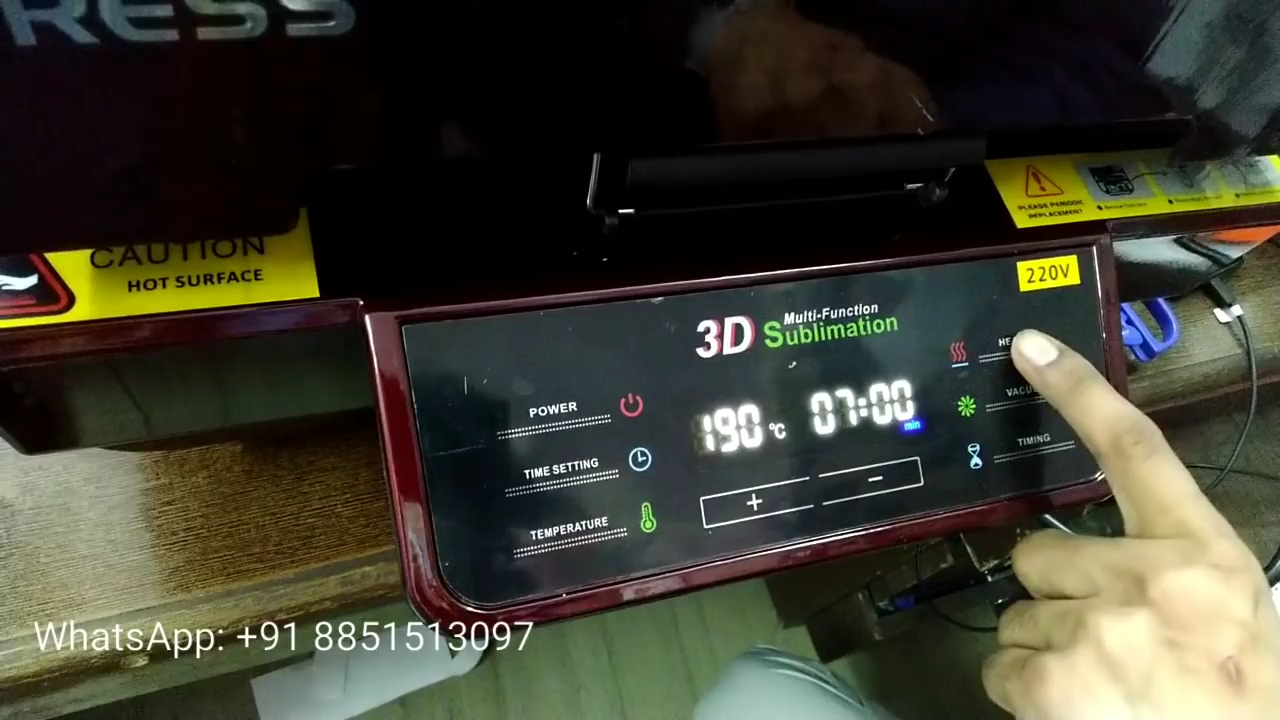 RESS
CAUTION
HOT SURFACE
PLEASE PERIODIC
REPLACEMENT
220V
3D Multi-Function
Sublimation
POWER
TIME SETTING
TEMPERATURE
190 °C 07:00
min
+ −
TIMING
WhatsApp: +91 8851513097